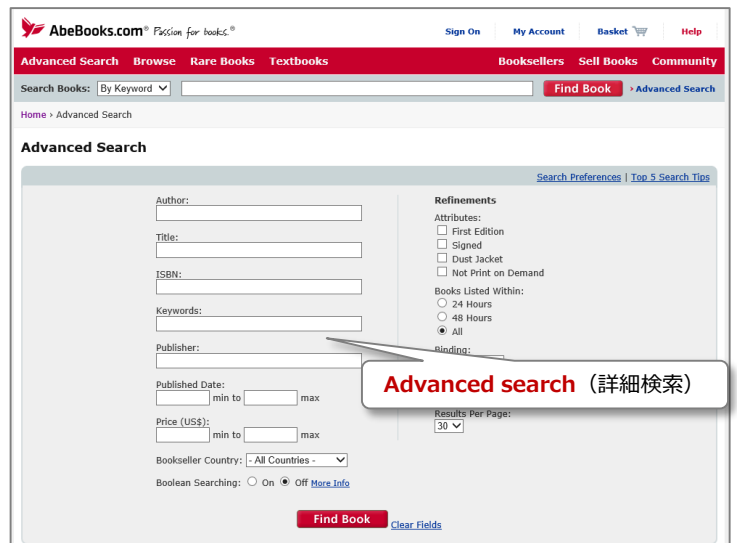 AbeBooks.com® Passion for books.®
Sign On My Account Basket Help
Advanced Search Browse Rare Books Textbooks Booksellers Sell Books Community
Search Books: By Keyword Find Book › Advanced Search
Home › Advanced Search
Advanced Search
Search Preferences | Top 5 Search Tips
Author:
Title:
ISBN:
Keywords:
Publisher:
Published Date:
min to max
Price (US$):
min to max
Bookseller Country: - All Countries -
Boolean Searching: On Off More Info
Refinements
Attributes:
First Edition
Signed
Dust Jacket
Not Print on Demand
Books Listed Within:
24 Hours
48 Hours
All
Binding:
Advanced search（詳細検索）
Results Per Page:
30
Find Book Clear Fields